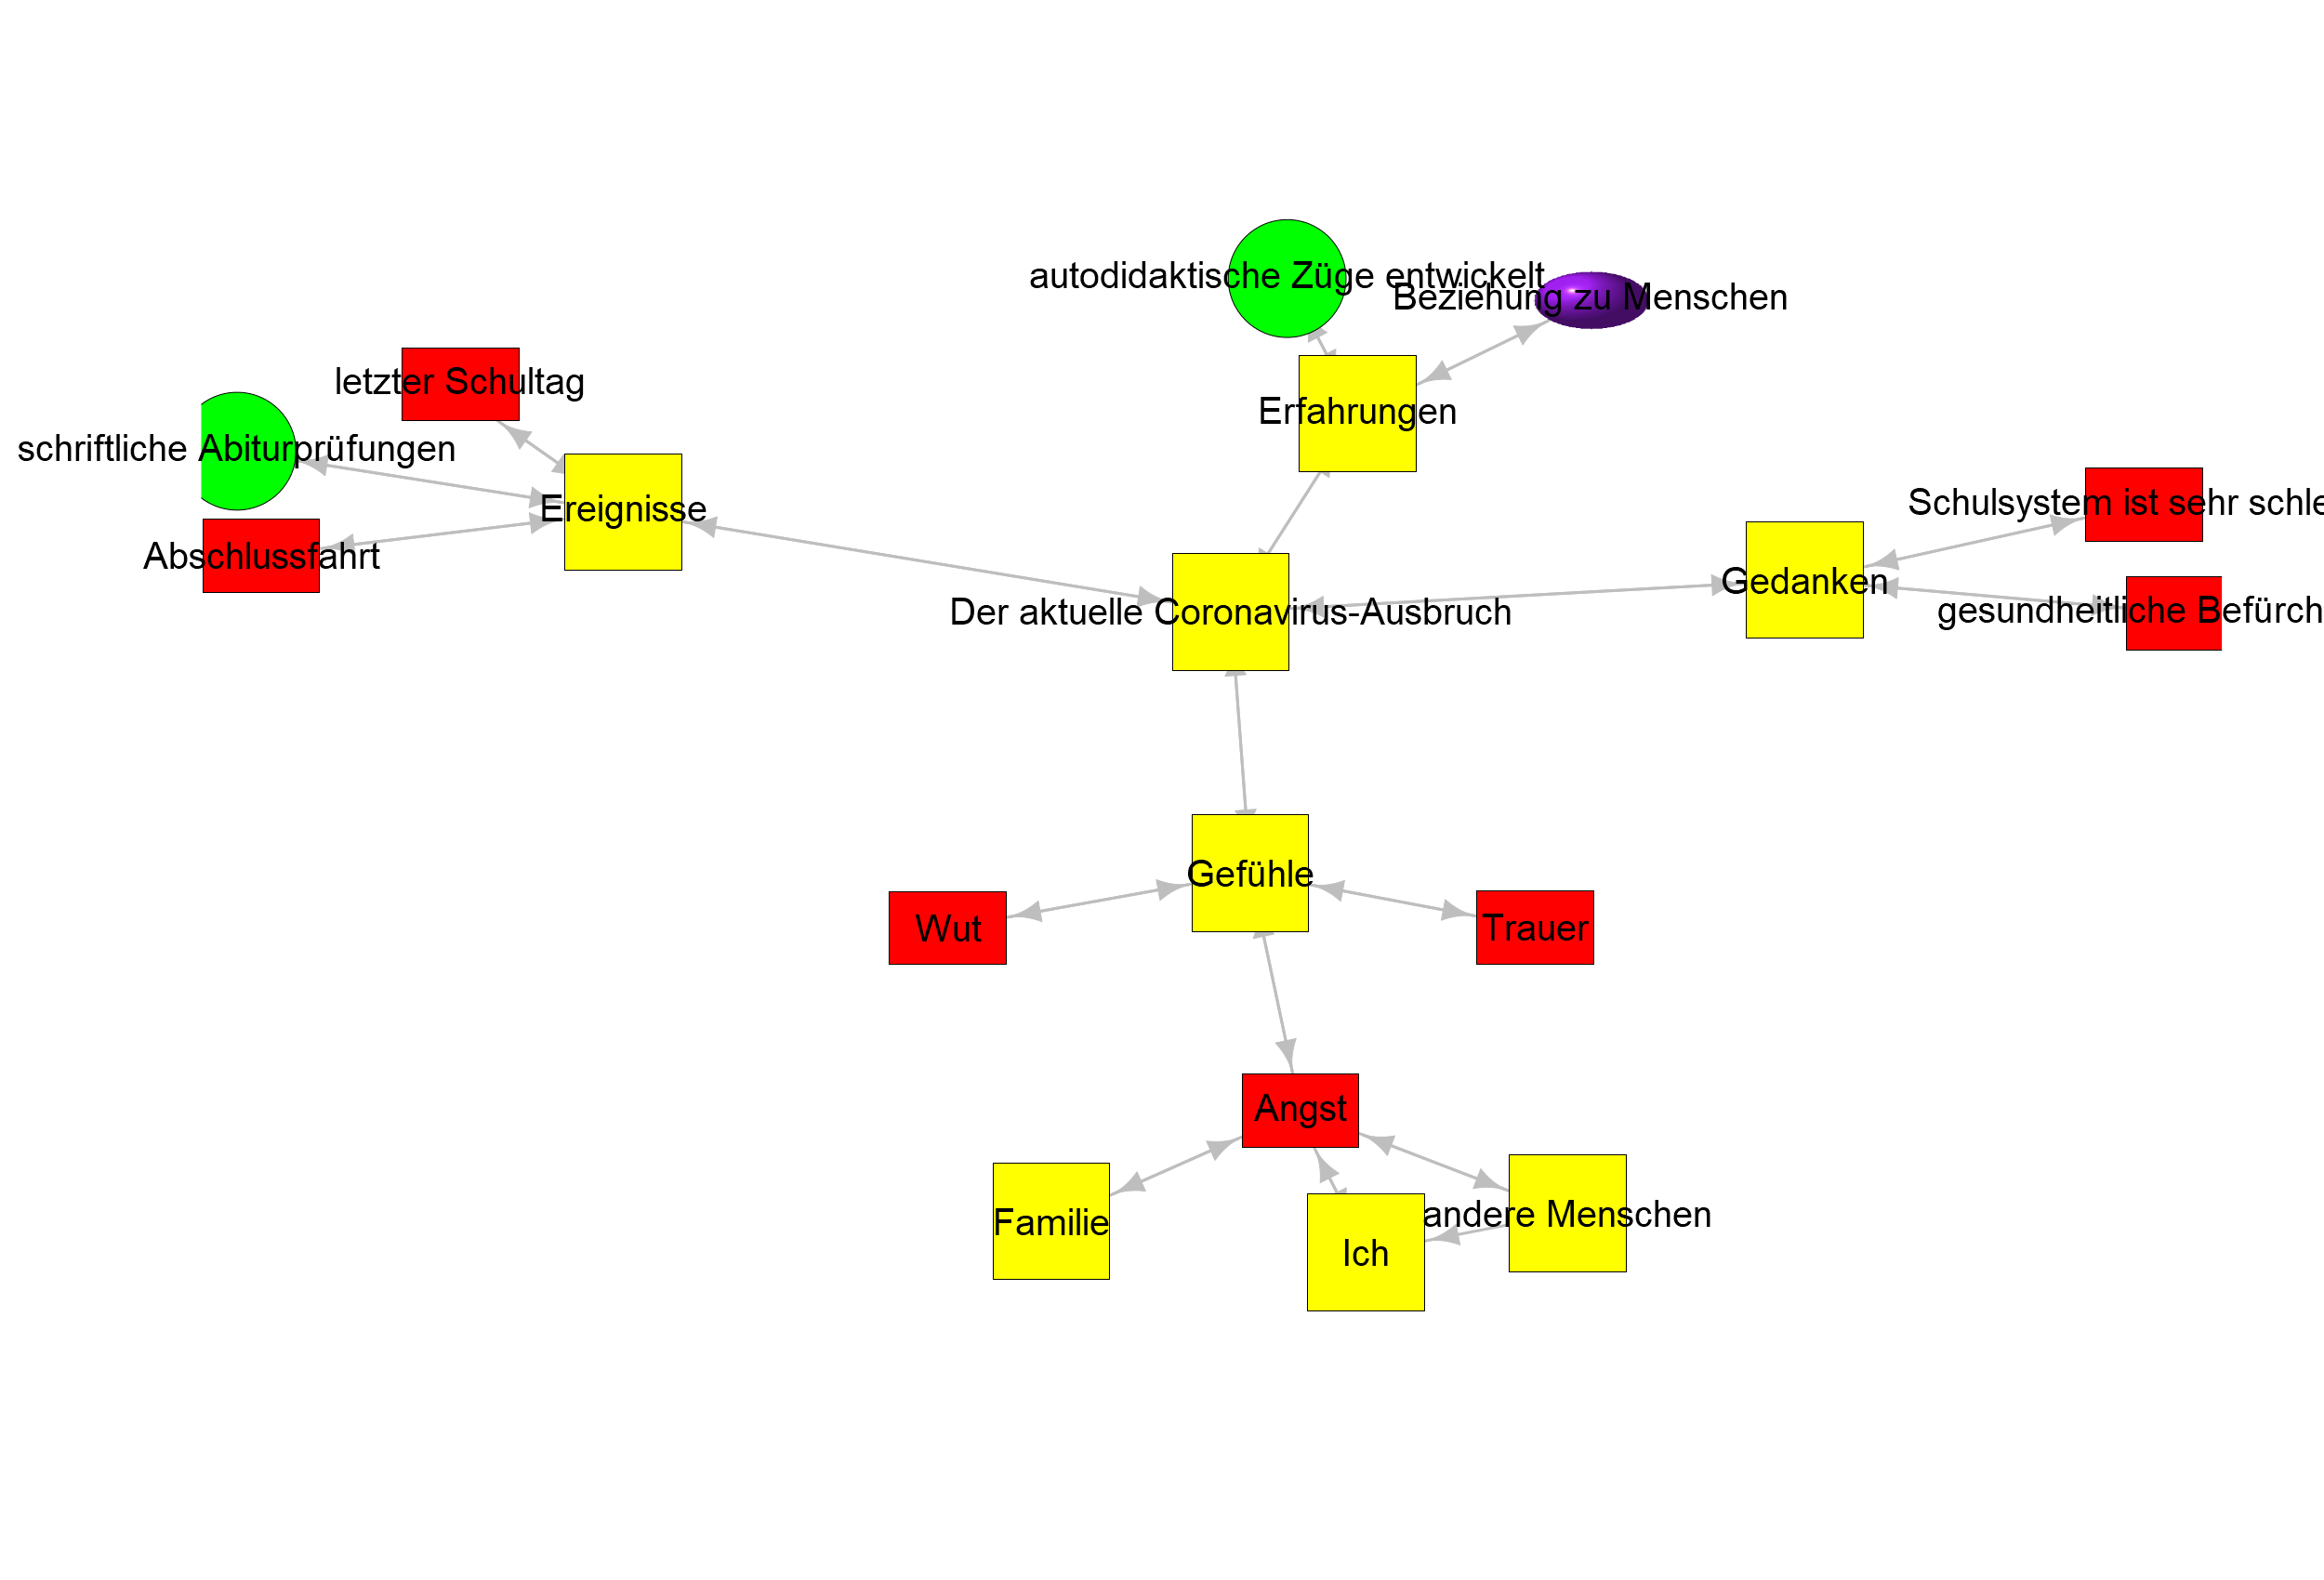 autodidaktische Züge entwickelt
Beziehung zu Menschen
letzter Schultag
Erfahrungen
schriftliche Abiturprüfungen
Schulsystem ist sehr schle
Ereignisse
Abschlussfahrt
Gedanken
Der aktuelle Coronavirus-Ausbruch
gesundheitliche Befürch
Gefühle
Wut
Trauer
Angst
andere Menschen
Familie
Ich